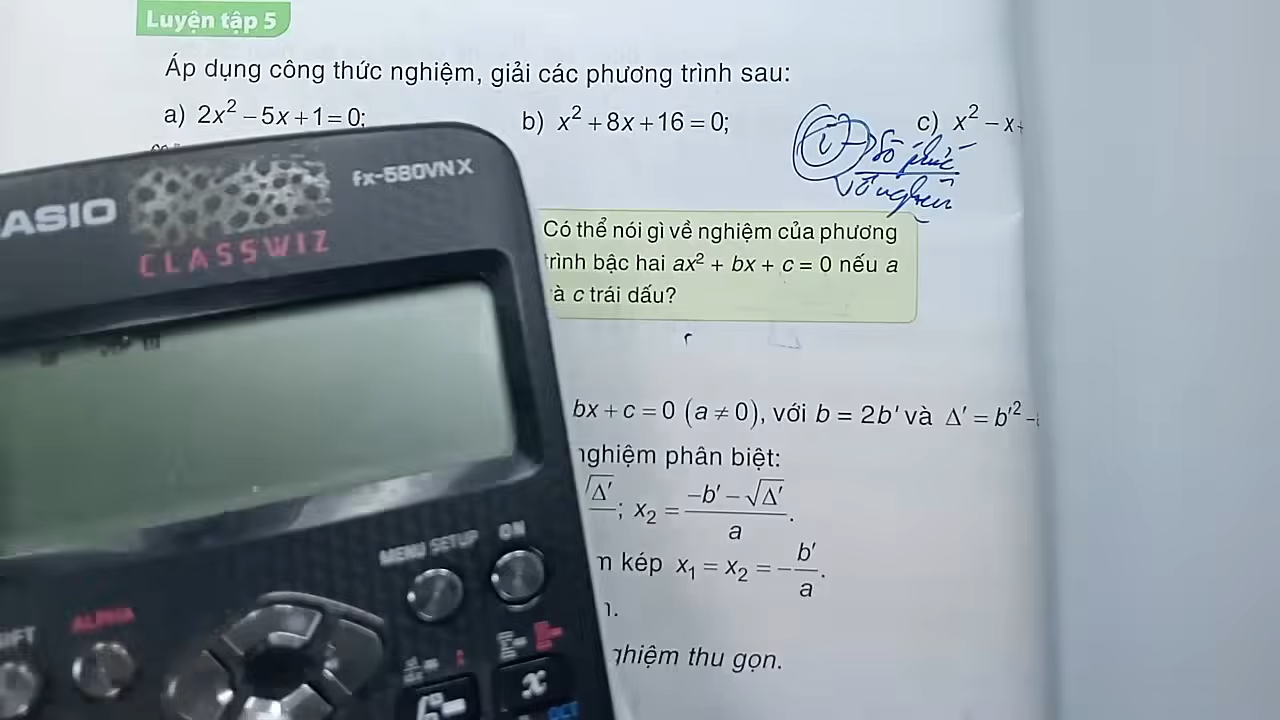 Luyện tập 5
Áp dụng công thức nghiệm, giải các phương trình sau:
a) 2x² − 5x + 1 = 0;
b) x² + 8x + 16 = 0;
c) x² − x +
i
Số phức
Vô nghiệm
fx-580VN X
ASIO
CLASSWIZ
Có thể nói gì về nghiệm của phương
trình bậc hai ax² + bx + c = 0 nếu a
à c trái dấu?
bx + c = 0 (a ≠ 0), với b = 2b′ và Δ′ = b′² −
nghiệm phân biệt:
√Δ′; x₂ = (−b′ − √Δ′)/a.
m kép x₁ = x₂ = −b′/a.
ghiệm thu gọn.
MENU SETUP ON
IFT ALPHA
x